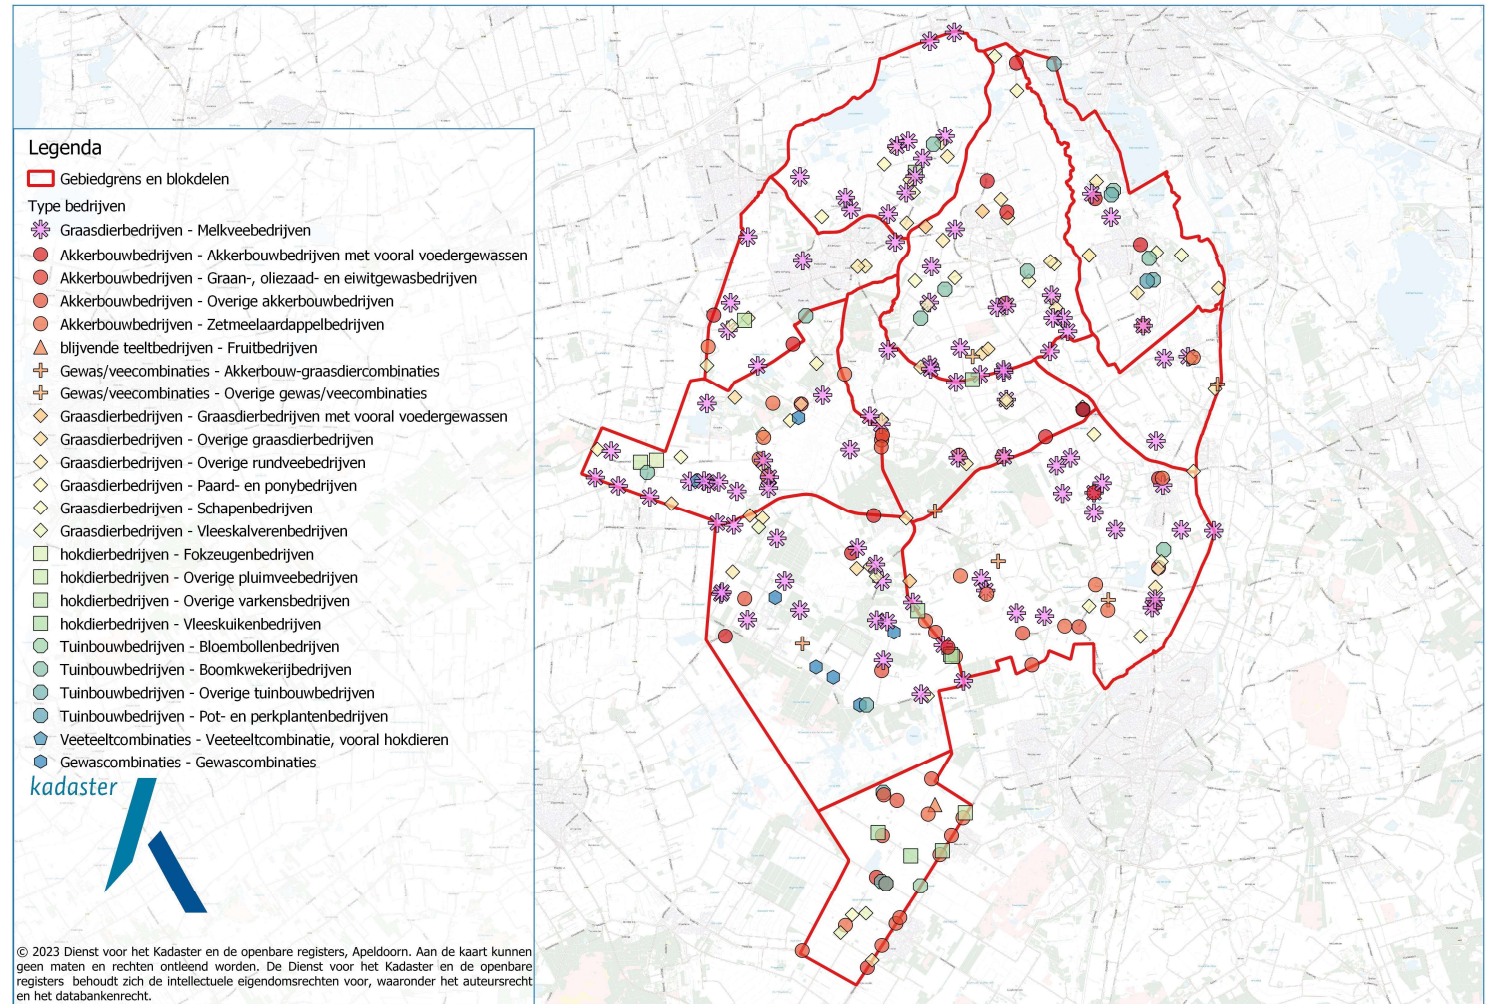 Legenda
Gebiedgrens en blokdelen
Type bedrijven
Graasdierbedrijven - Melkveebedrijven
Akkerbouwbedrijven - Akkerbouwbedrijven met vooral voedergewassen
Akkerbouwbedrijven - Graan-, oliezaad- en eiwitgewasbedrijven
Akkerbouwbedrijven - Overige akkerbouwbedrijven
Akkerbouwbedrijven - Zetmeelaardappelbedrijven
blijvende teeltbedrijven - Fruitbedrijven
Gewas/veecombinaties - Akkerbouw-graasdiercombinaties
Gewas/veecombinaties - Overige gewas/veecombinaties
Graasdierbedrijven - Graasdierbedrijven met vooral voedergewassen
Graasdierbedrijven - Overige graasdierbedrijven
Graasdierbedrijven - Overige rundveebedrijven
Graasdierbedrijven - Paard- en ponybedrijven
Graasdierbedrijven - Schapenbedrijven
Graasdierbedrijven - Vleeskalverenbedrijven
hokdierbedrijven - Fokzeugenbedrijven
hokdierbedrijven - Overige pluimveebedrijven
hokdierbedrijven - Overige varkensbedrijven
hokdierbedrijven - Vleeskuikenbedrijven
Tuinbouwbedrijven - Bloembollenbedrijven
Tuinbouwbedrijven - Boomkwekerijbedrijven
Tuinbouwbedrijven - Overige tuinbouwbedrijven
Tuinbouwbedrijven - Pot- en perkplantenbedrijven
Veeteeltcombinaties - Veeteeltcombinatie, vooral hokdieren
Gewascombinaties - Gewascombinaties
kadaster
© 2023 Dienst voor het Kadaster en de openbare registers, Apeldoorn. Aan de kaart kunnen
geen maten en rechten ontleend worden. De Dienst voor het Kadaster en de openbare
registers behoudt zich de intellectuele eigendomsrechten voor, waaronder het auteursrecht
en het databankenrecht.